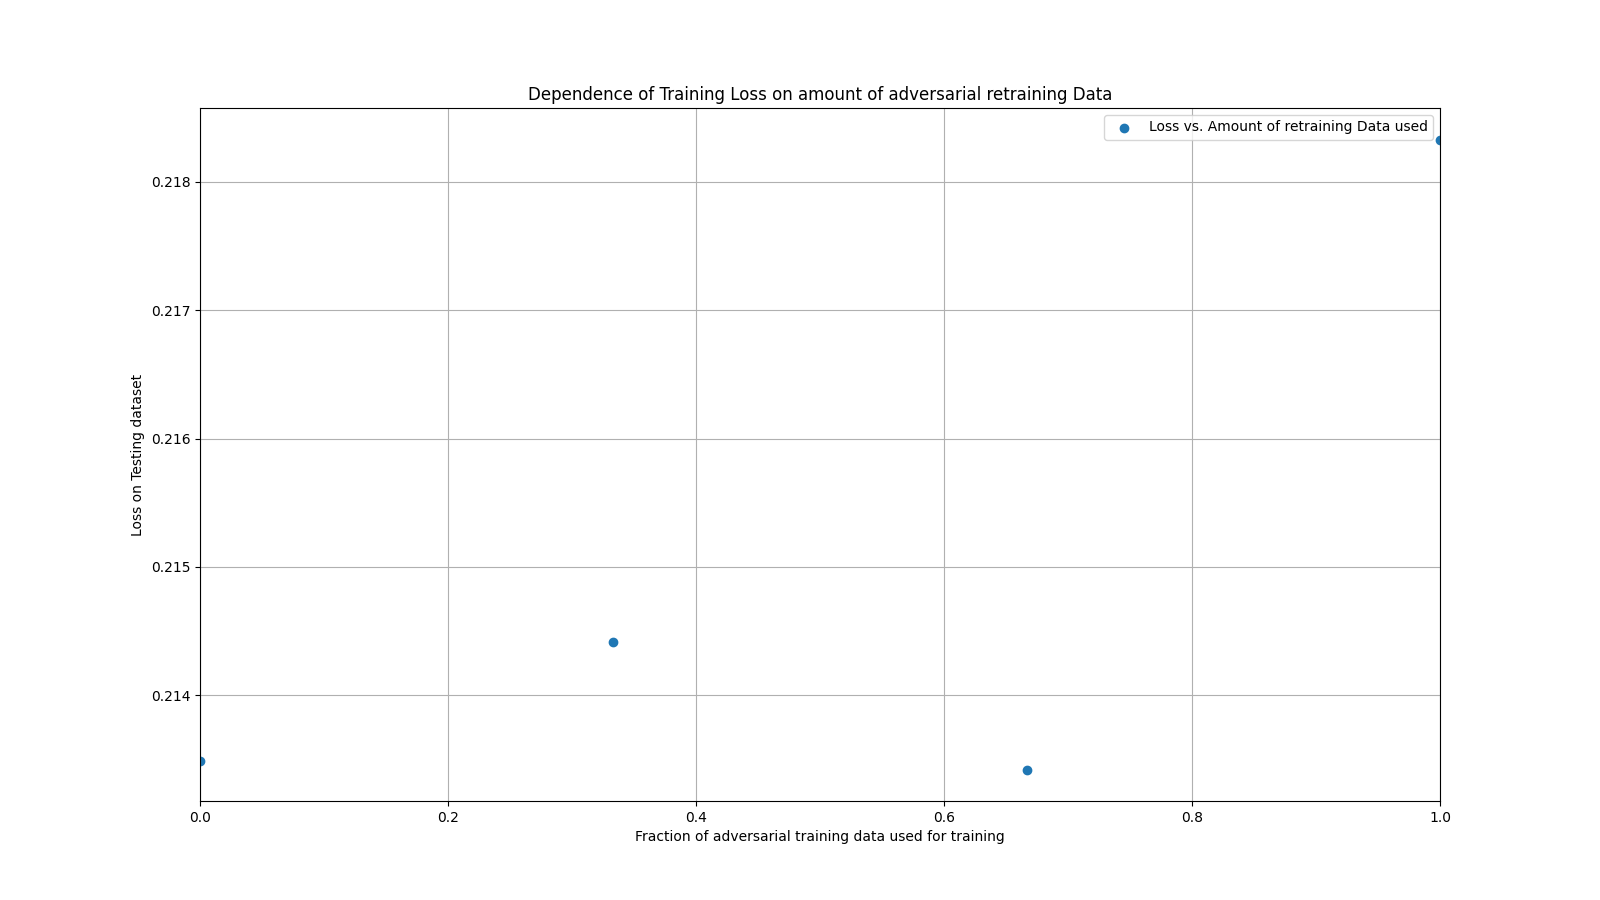 Dependence of Training Loss on amount of adversarial retraining Data
Loss vs. Amount of retraining Data used
0.218
0.217
0.216
0.215
0.214
Loss on Testing dataset
0.0 0.2 0.4 0.6 0.8 1.0
Fraction of adversarial training data used for training